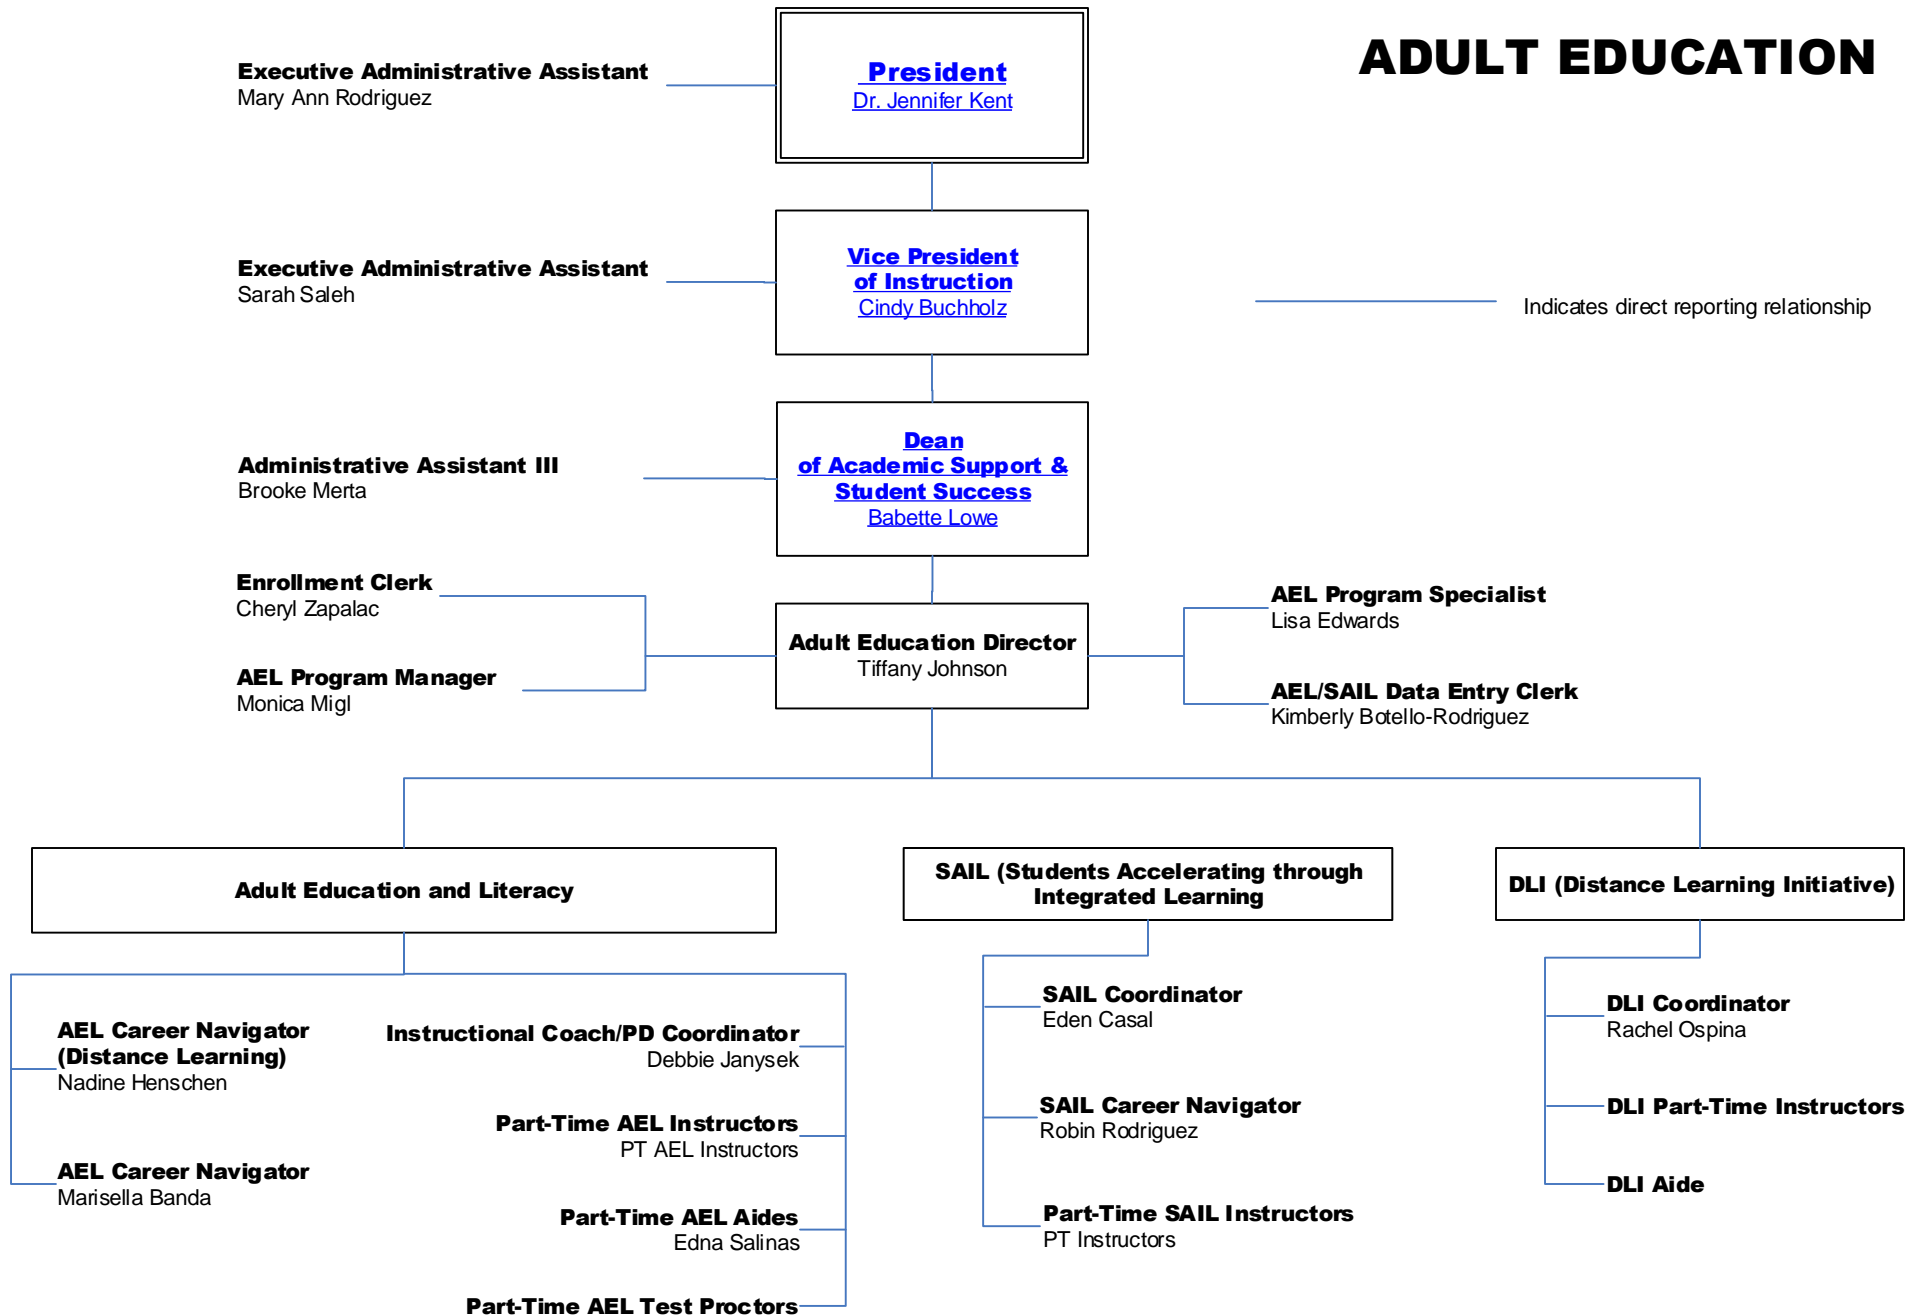 ADULT EDUCATION
Executive Administrative Assistant
Mary Ann Rodriguez
President
Dr. Jennifer Kent
Executive Administrative Assistant
Sarah Saleh
Vice President
of Instruction
Cindy Buchholz
Indicates direct reporting relationship
Administrative Assistant III
Brooke Merta
Dean
of Academic Support &
Student Success
Babette Lowe
Enrollment Clerk
Cheryl Zapalac
AEL Program Manager
Monica Migl
Adult Education Director
Tiffany Johnson
AEL Program Specialist
Lisa Edwards
AEL/SAIL Data Entry Clerk
Kimberly Botello-Rodriguez
Adult Education and Literacy
SAIL (Students Accelerating through
Integrated Learning
DLI (Distance Learning Initiative)
AEL Career Navigator
(Distance Learning)
Nadine Henschen
AEL Career Navigator
Marisella Banda
Instructional Coach/PD Coordinator
Debbie Janysek
Part-Time AEL Instructors
PT AEL Instructors
Part-Time AEL Aides
Edna Salinas
Part-Time AEL Test Proctors
SAIL Coordinator
Eden Casal
SAIL Career Navigator
Robin Rodriguez
Part-Time SAIL Instructors
PT Instructors
DLI Coordinator
Rachel Ospina
DLI Part-Time Instructors
DLI Aide